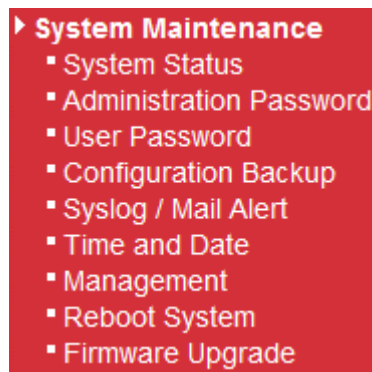 System Maintenance
System Status
Administration Password
User Password
Configuration Backup
Syslog / Mail Alert
Time and Date
Management
Reboot System
Firmware Upgrade